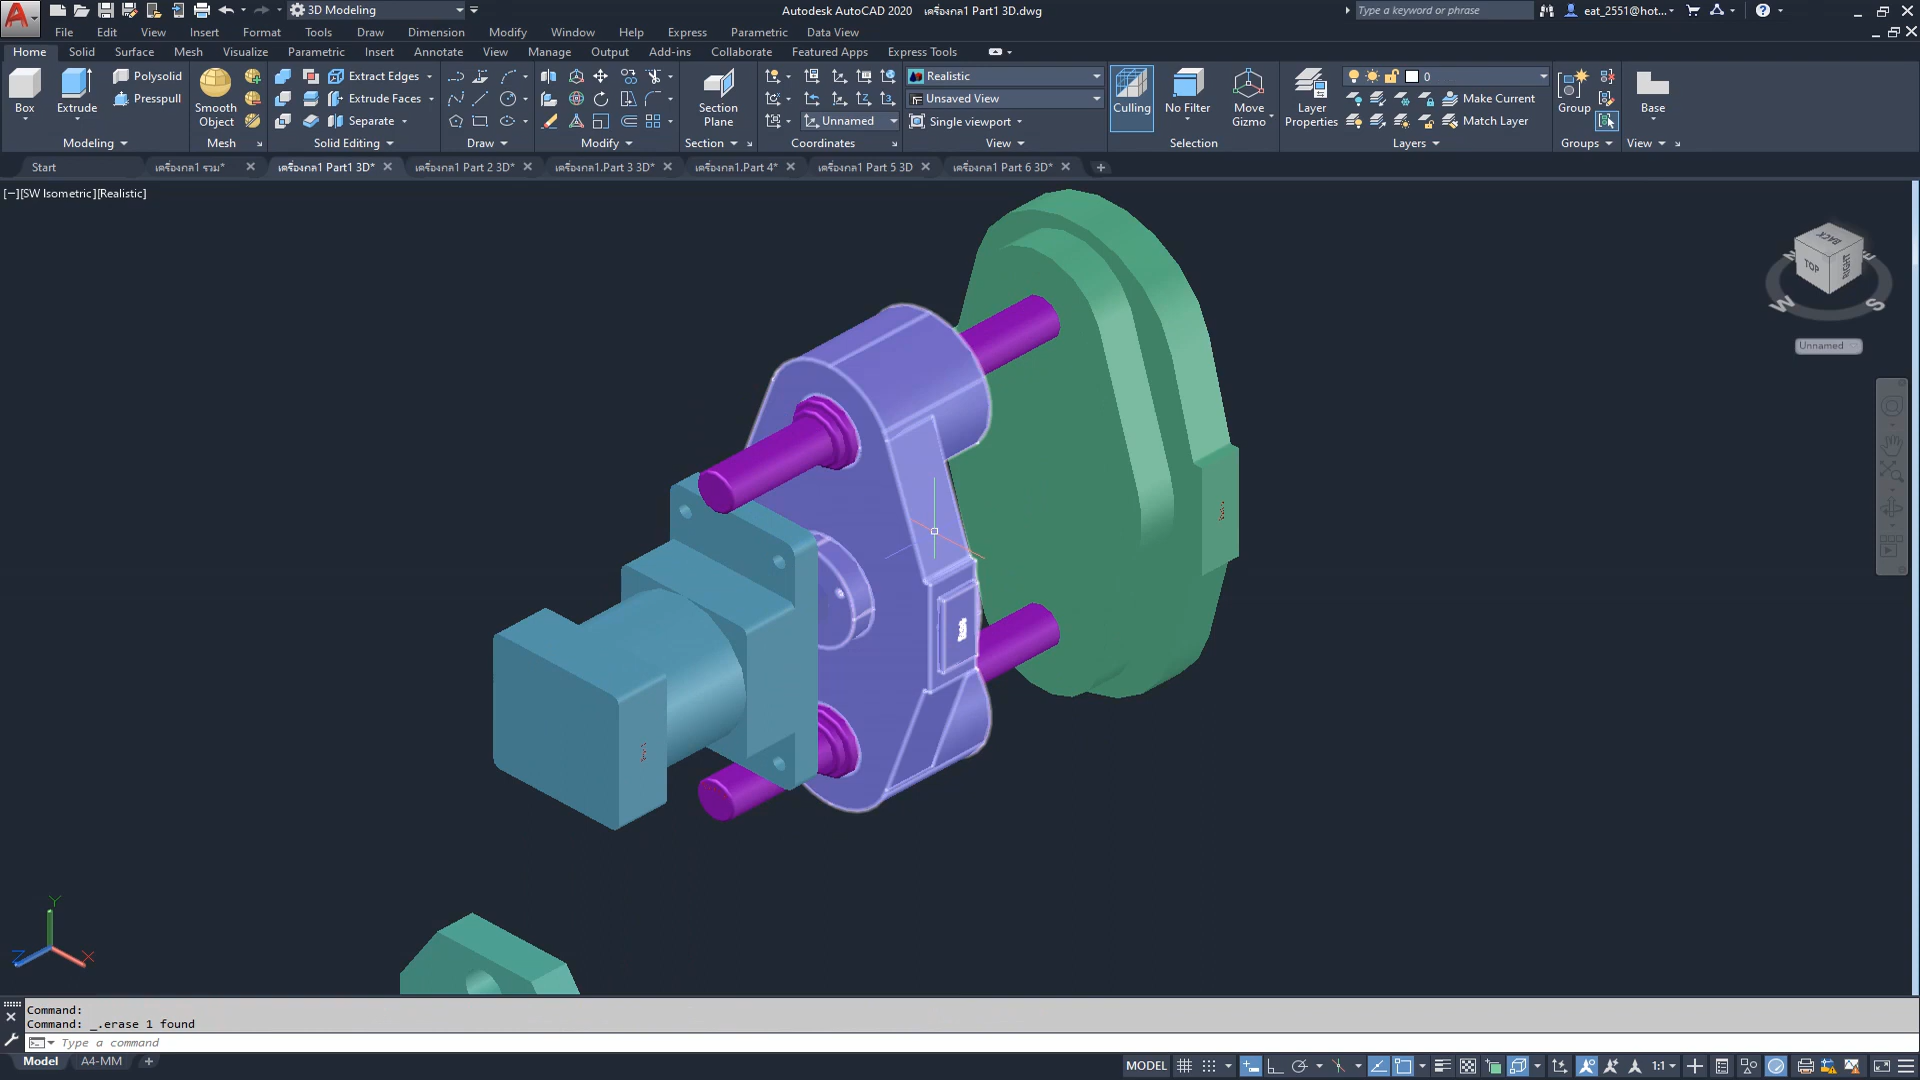 3D Modeling
Autodesk AutoCAD 2020 เครื่องกล1 Part1 3D.dwg
Type a keyword or phrase
eat_2551@hot...
File Edit View Insert Format Tools Draw Dimension Modify Window Help Express Parametric Data View
Home Solid Surface Mesh Visualize Parametric Insert Annotate View Manage Output Add-ins Collaborate Featured Apps Express Tools
Box
Extrude
Polysolid
Presspull
Modeling
Smooth Object
Mesh
Extract Edges
Extrude Faces
Separate
Solid Editing
Draw
Modify
Section Plane
Section
Unnamed
Coordinates
Realistic
Unsaved View
Single viewport
View
Culling
No Filter
Move Gizmo
Selection
Layer Properties
0
Make Current
Match Layer
Layers
Group
Groups
Base
View
Start
เครื่องกล1 รวม*
เครื่องกล1 Part1 3D*
เครื่องกล1 Part 2 3D*
เครื่องกล1.Part 3 3D*
เครื่องกล1.Part 4*
เครื่องกล1 Part 5 3D
เครื่องกล1 Part 6 3D*
[−][SW Isometric][Realistic]
BACK
TOP
RIGHT
W
S
Unnamed
Y
Z
X
Command:
Command: _.erase 1 found
Type a command
Model
A4-MM
MODEL
1:1